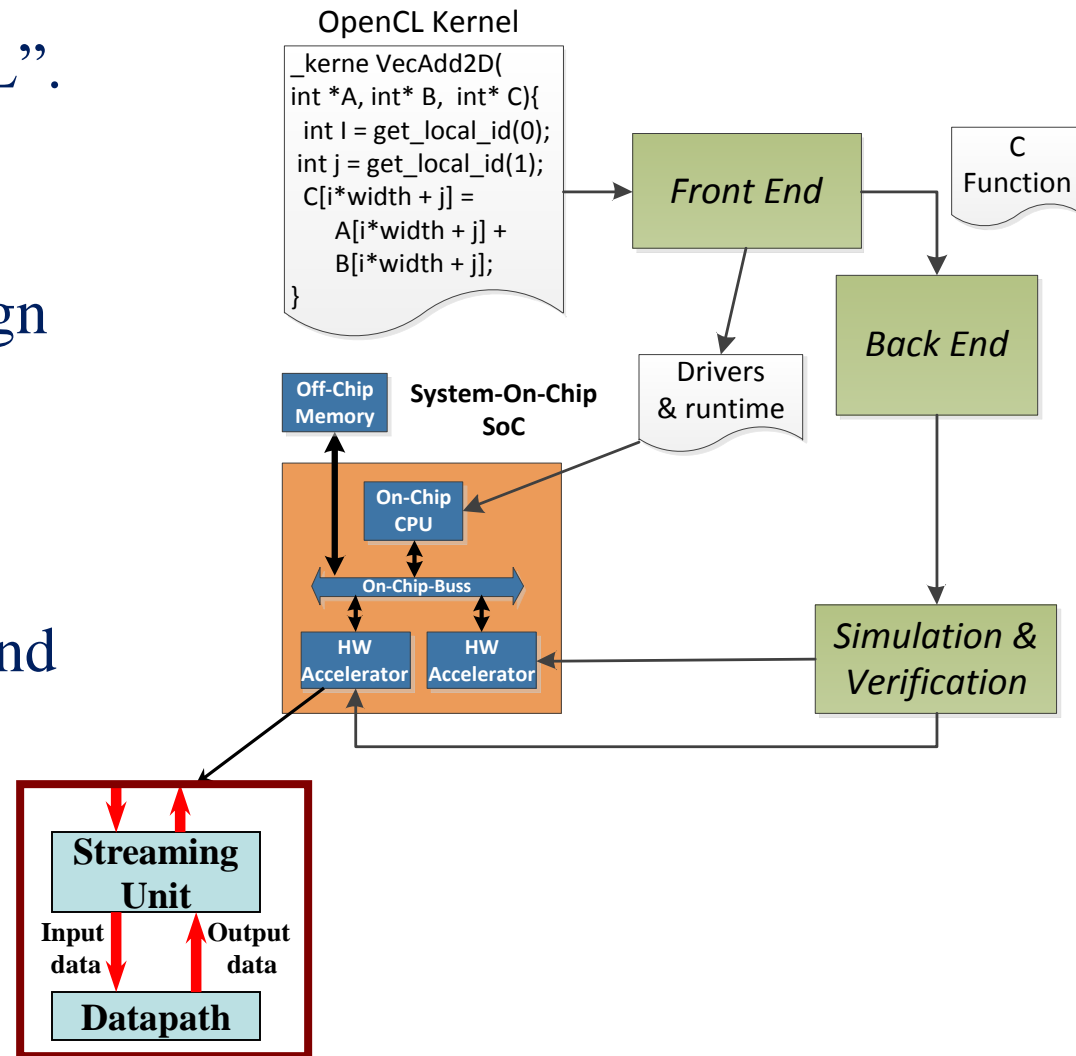 L”.
gn
nd
OpenCL Kernel
_kerne VecAdd2D(
int *A, int* B, int* C){
int I = get_local_id(0);
int j = get_local_id(1);
C[i*width + j] =
A[i*width + j] +
B[i*width + j];
}
Front End
C
Function
Back End
Drivers
& runtime
Off-Chip
Memory
System-On-Chip
SoC
On-Chip
CPU
On-Chip-Buss
HW
Accelerator
HW
Accelerator
Simulation &
Verification
Streaming
Unit
Input
data
Output
data
Datapath